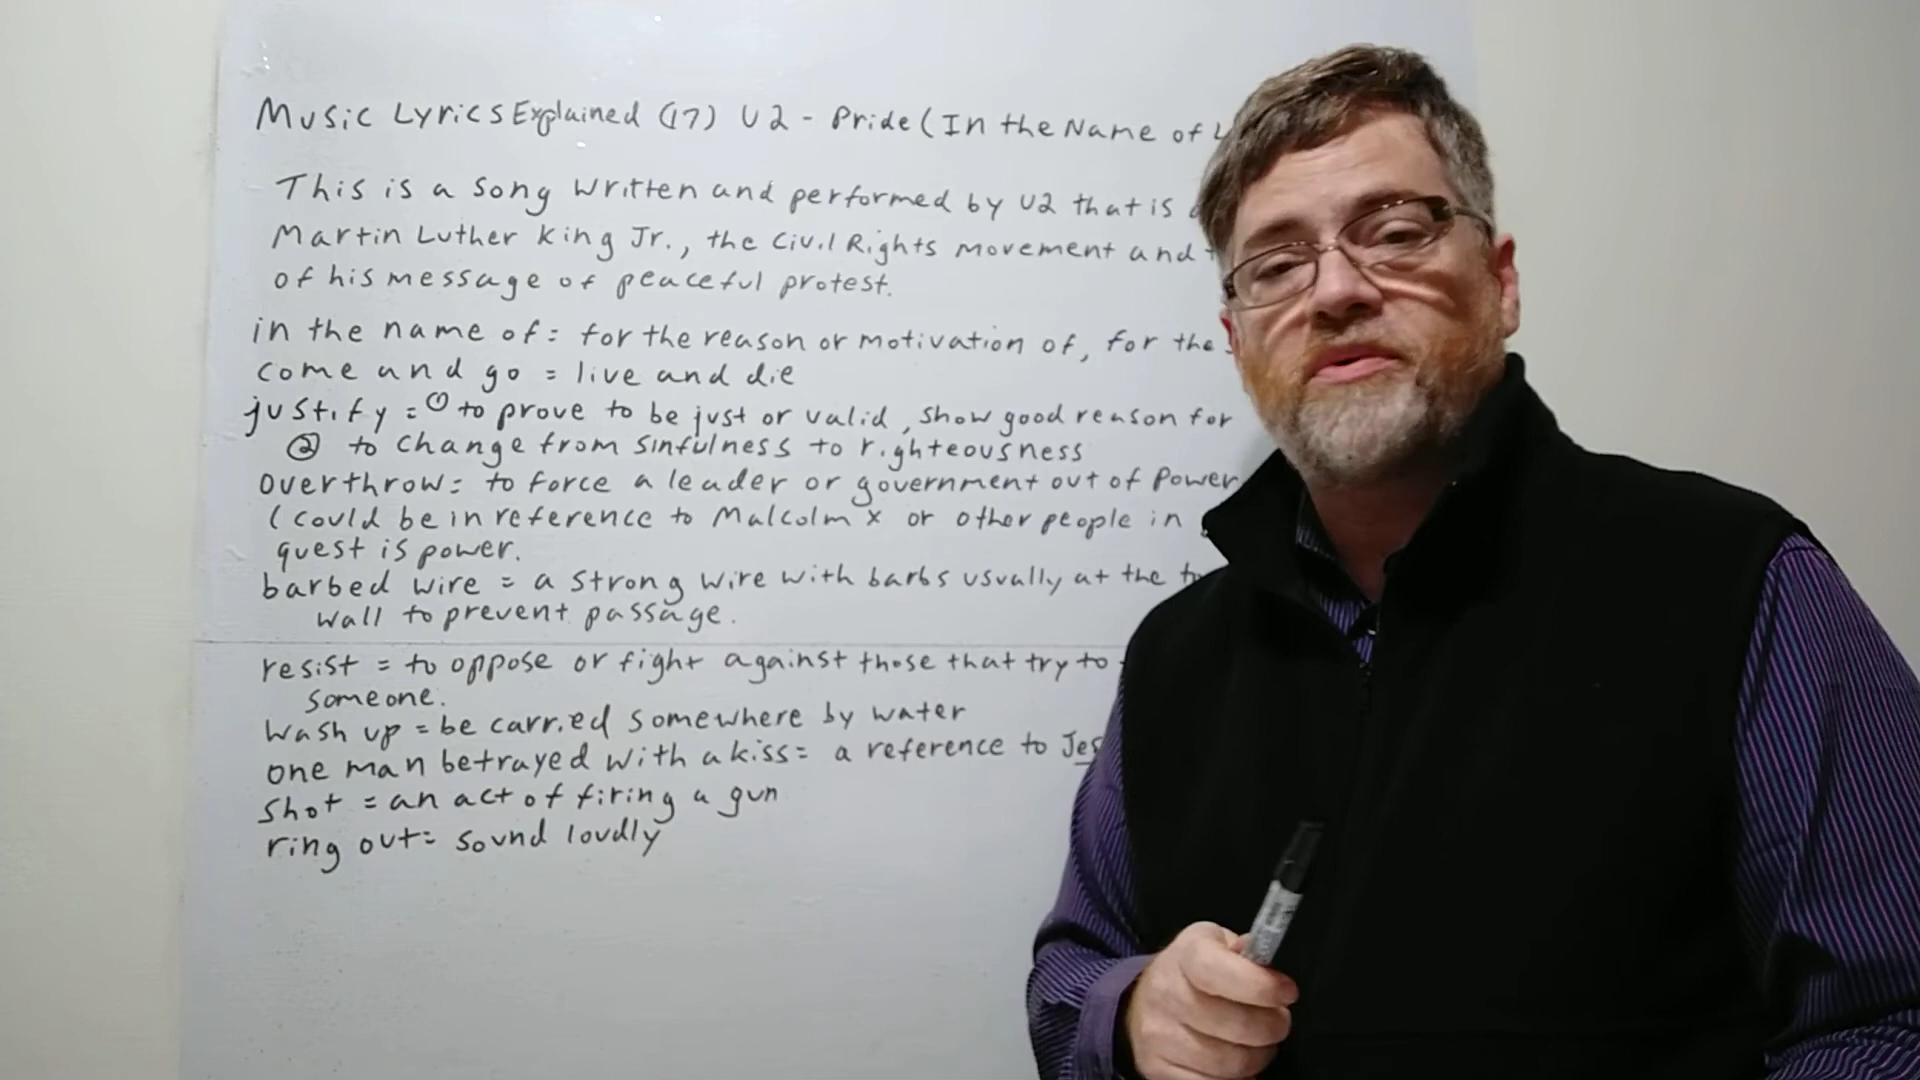 Music Lyrics Explained (17) U2 - Pride (In the Name of L
This is a song written and performed by U2 that is
Martin Luther King Jr., the Civil Rights Movement and
of his message of peaceful protest.
in the name of = for the reason or motivation of, for the
come and go = live and die
justify = ① to prove to be just or valid, show good reason for
② to change from sinfulness to righteousness
overthrow = to force a leader or government out of power
(could be in reference to Malcolm X or other people in
quest is power.
barbed wire = a strong wire with barbs usually at the
wall to prevent passage.
resist = to oppose or fight against those that try to
someone.
wash up = be carried somewhere by water
one man betrayed with a kiss = a reference to Jes
shot = an act of firing a gun
ring out = sound loudly